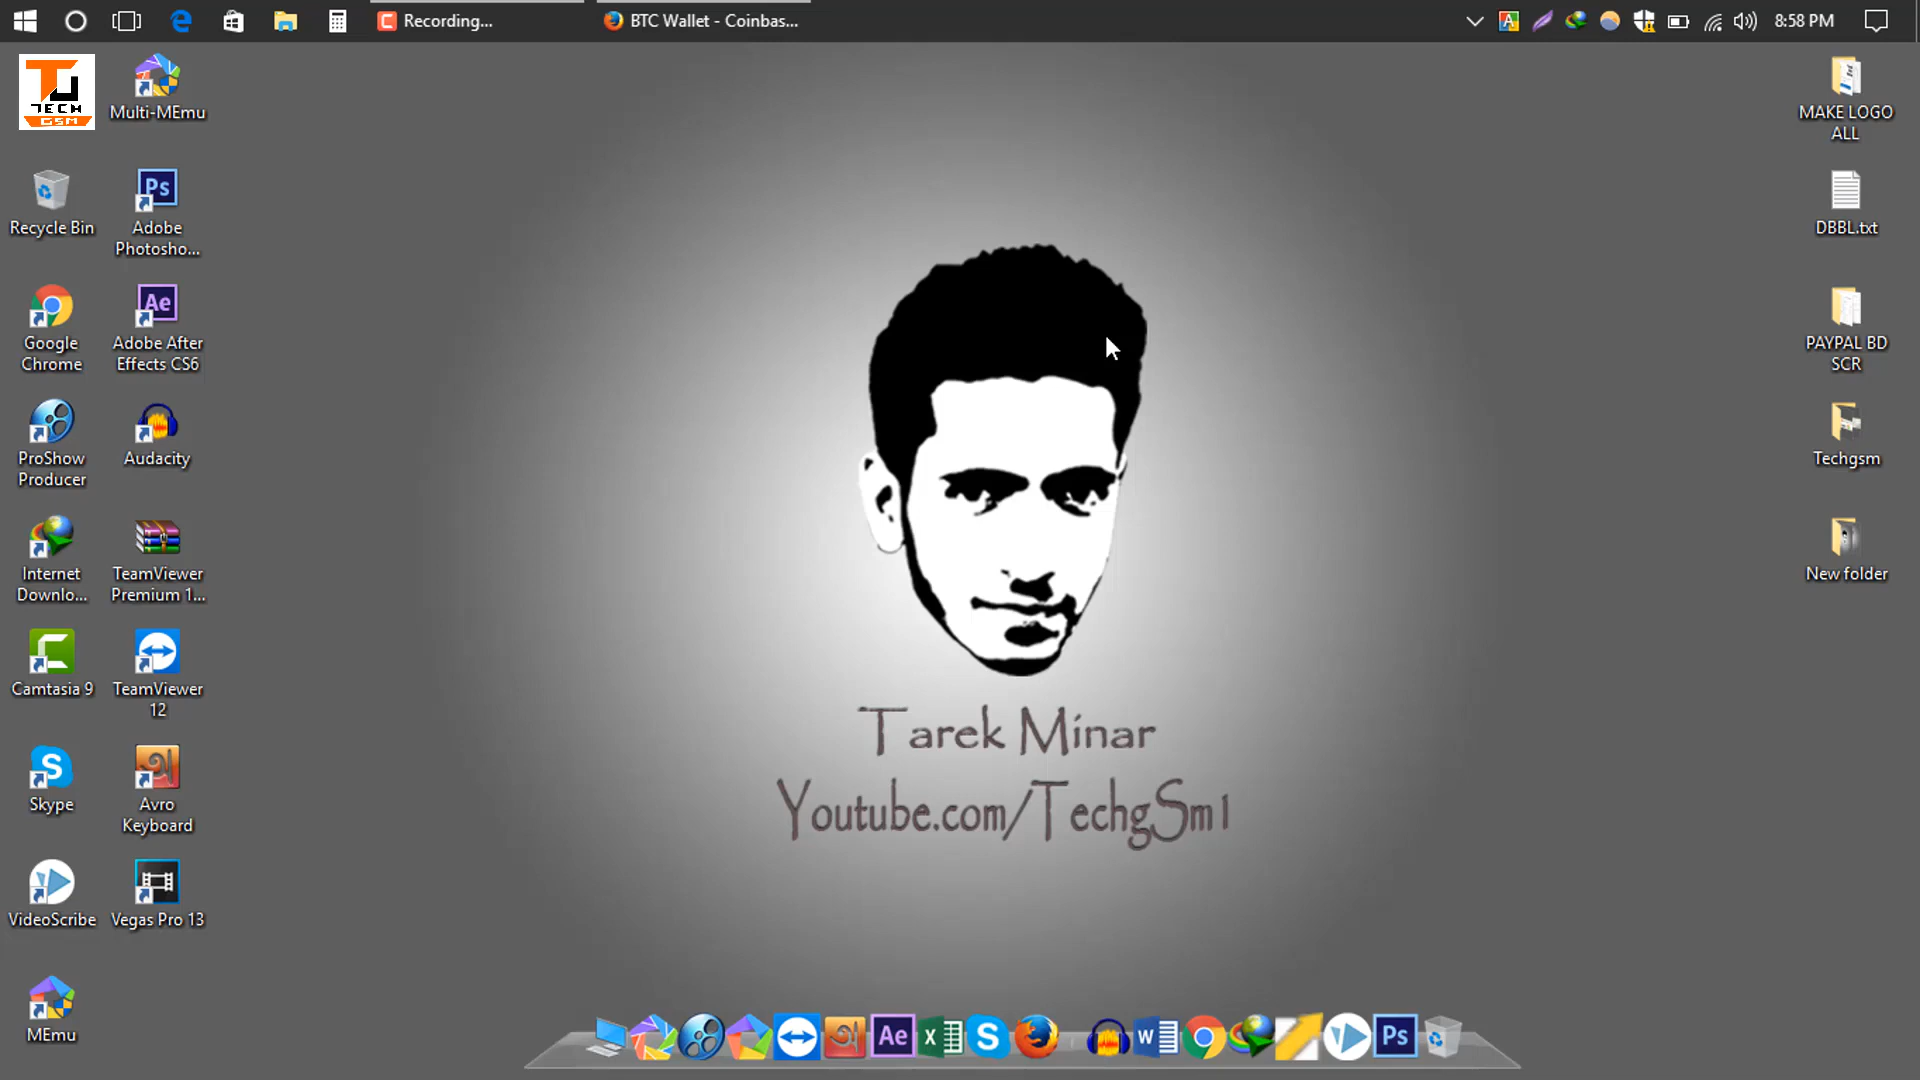 Recording...
BTC Wallet - Coinbas...
8:58 PM
TECH
GSM
Multi-MEmu
Recycle Bin
Adobe
Photosho...
Google
Chrome
Adobe After
Effects CS6
ProShow
Producer
Audacity
Internet
Downlo...
TeamViewer
Premium 1...
Camtasia 9
TeamViewer
12
Skype
Avro
Keyboard
VideoScribe
Vegas Pro 13
MEmu
Tarek Minar
Youtube.com/TechgSm1
MAKE LOGO
ALL
DBBL.txt
PAYPAL BD
SCR
Techgsm
New folder